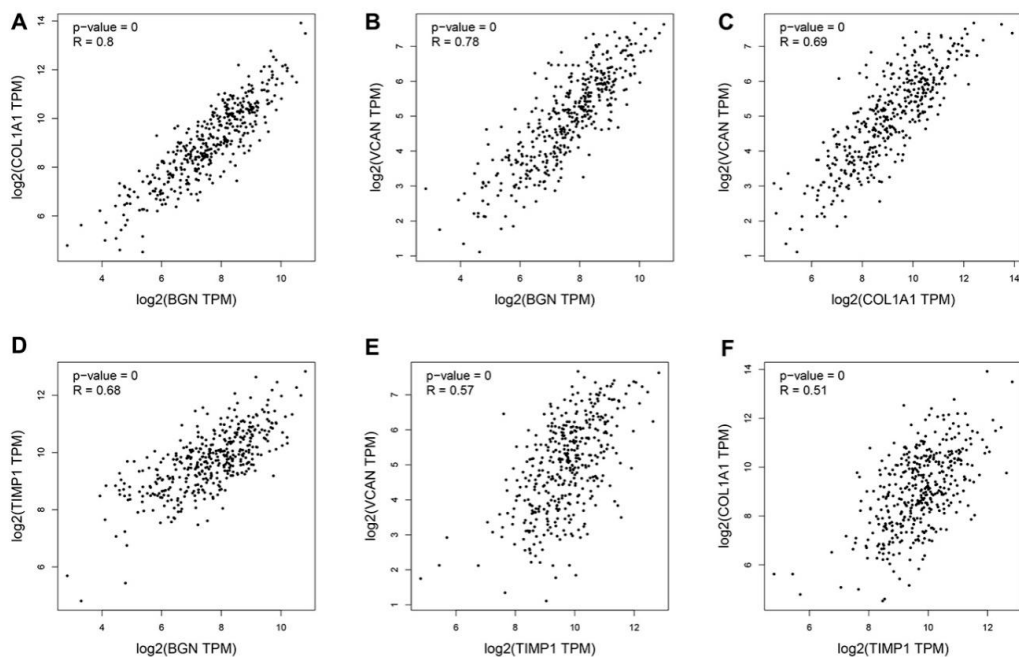 A
p-value = 0
R = 0.8
log2(COL1A1 TPM)
6
8
10
12
14
4
6
8
10
log2(BGN TPM)
B
p-value = 0
R = 0.78
log2(VCAN TPM)
1
2
3
4
5
6
7
4
6
8
10
log2(BGN TPM)
C
p-value = 0
R = 0.69
log2(VCAN TPM)
1
2
3
4
5
6
7
6
8
10
12
14
log2(COL1A1 TPM)
D
p-value = 0
R = 0.68
log2(TIMP1 TPM)
6
8
10
12
4
6
8
10
log2(BGN TPM)
E
p-value = 0
R = 0.57
log2(VCAN TPM)
1
2
3
4
5
6
7
6
8
10
12
log2(TIMP1 TPM)
F
p-value = 0
R = 0.51
log2(COL1A1 TPM)
6
8
10
12
14
6
8
10
12
log2(TIMP1 TPM)